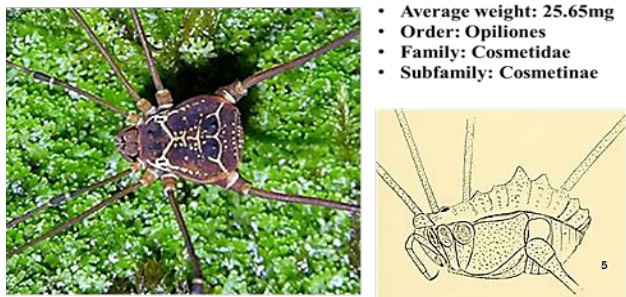 • Average weight: 25.65mg
• Order: Opiliones
• Family: Cosmetidae
• Subfamily: Cosmetinae
5